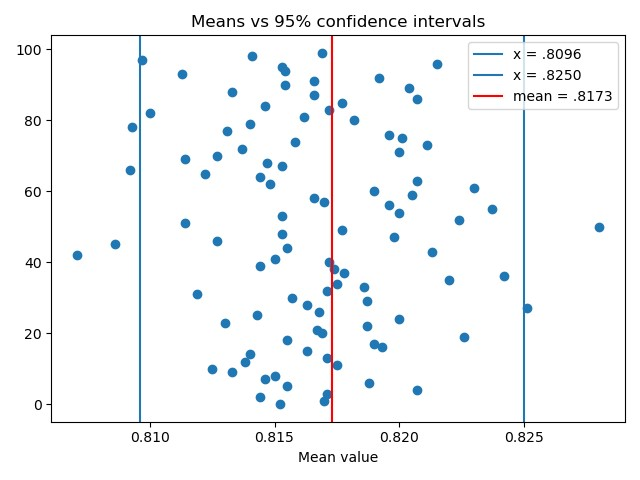 Means vs 95% confidence intervals
100
80
60
40
20
0
x = .8096
x = .8250
mean = .8173
0.810 0.815 0.820 0.825
Mean value